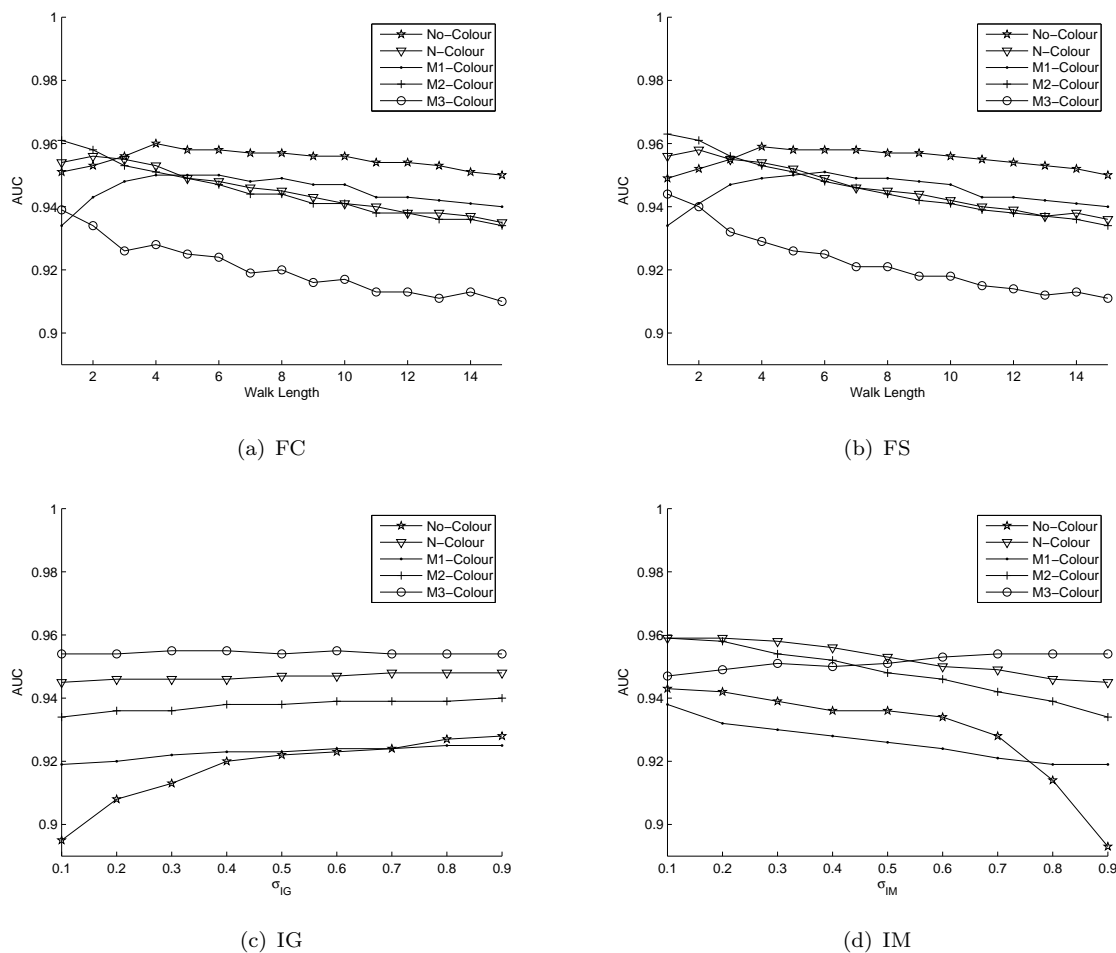 1
0.98
0.96
0.94
0.92
0.9
AUC
2 4 6 8 10 12 14
Walk Length
No−Colour
N−Colour
M1−Colour
M2−Colour
M3−Colour
(a) FC
1
0.98
0.96
0.94
0.92
0.9
AUC
2 4 6 8 10 12 14
Walk Length
No−Colour
N−Colour
M1−Colour
M2−Colour
M3−Colour
(b) FS
1
0.98
0.96
0.94
0.92
0.9
AUC
0.1 0.2 0.3 0.4 0.5 0.6 0.7 0.8 0.9
σIG
No−Colour
N−Colour
M1−Colour
M2−Colour
M3−Colour
(c) IG
1
0.98
0.96
0.94
0.92
0.9
AUC
0.1 0.2 0.3 0.4 0.5 0.6 0.7 0.8 0.9
σIM
No−Colour
N−Colour
M1−Colour
M2−Colour
M3−Colour
(d) IM